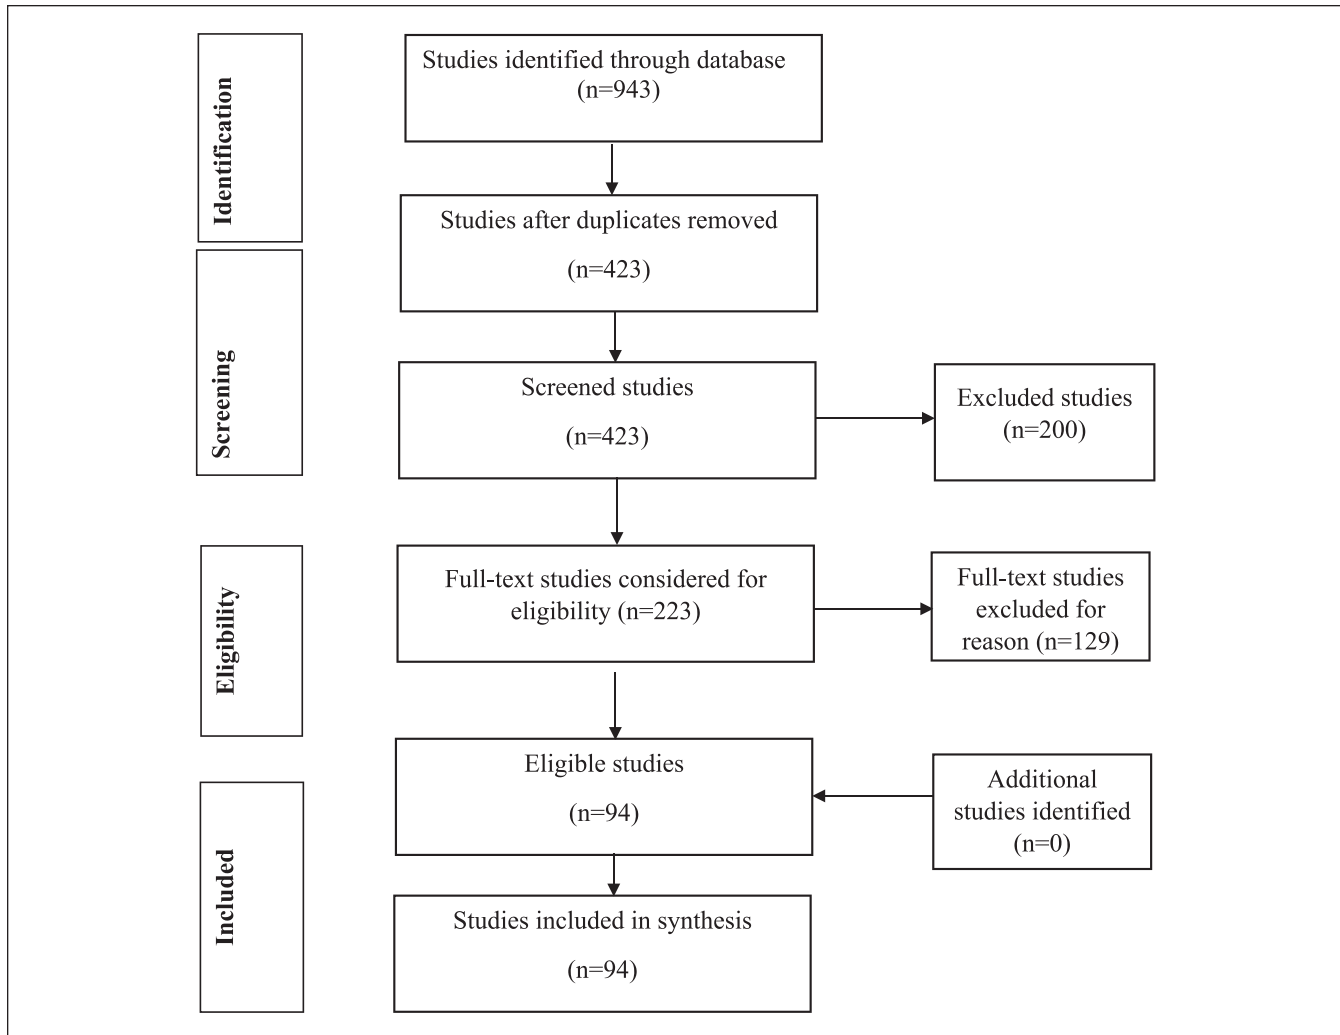 Identification
Studies identified through database
(n=943)
Studies after duplicates removed
(n=423)
Screening
Screened studies
(n=423)
Excluded studies
(n=200)
Eligibility
Full-text studies considered for
eligibility (n=223)
Full-text studies
excluded for
reason (n=129)
Eligible studies
(n=94)
Additional
studies identified
(n=0)
Included
Studies included in synthesis
(n=94)